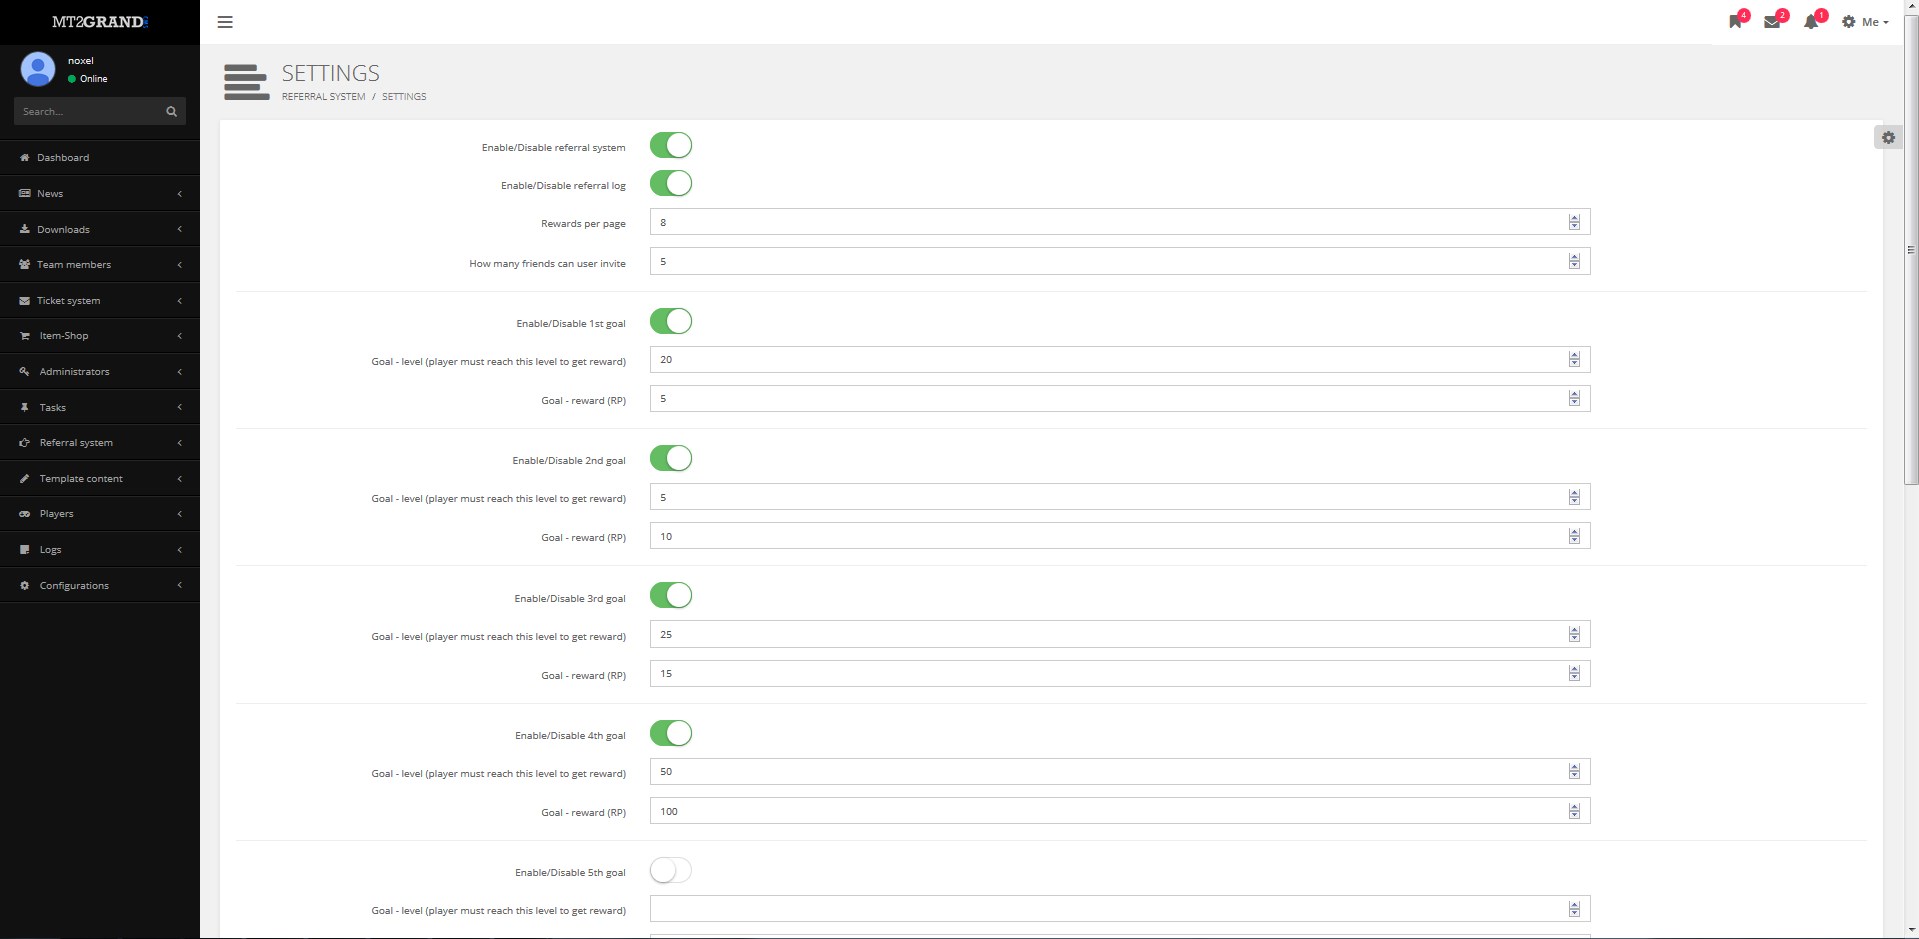 MT2GRAND
noxel
Online
Search...
Dashboard
News
Downloads
Team members
Ticket system
Item-Shop
Administrators
Tasks
Referral system
Template content
Players
Logs
Configurations
4
2
1
Me
SETTINGS
REFERRAL SYSTEM / SETTINGS
Enable/Disable referral system
Enable/Disable referral log
Rewards per page 8
How many friends can user invite 5
Enable/Disable 1st goal
Goal - level (player must reach this level to get reward) 20
Goal - reward (RP) 5
Enable/Disable 2nd goal
Goal - level (player must reach this level to get reward) 5
Goal - reward (RP) 10
Enable/Disable 3rd goal
Goal - level (player must reach this level to get reward) 25
Goal - reward (RP) 15
Enable/Disable 4th goal
Goal - level (player must reach this level to get reward) 50
Goal - reward (RP) 100
Enable/Disable 5th goal
Goal - level (player must reach this level to get reward)